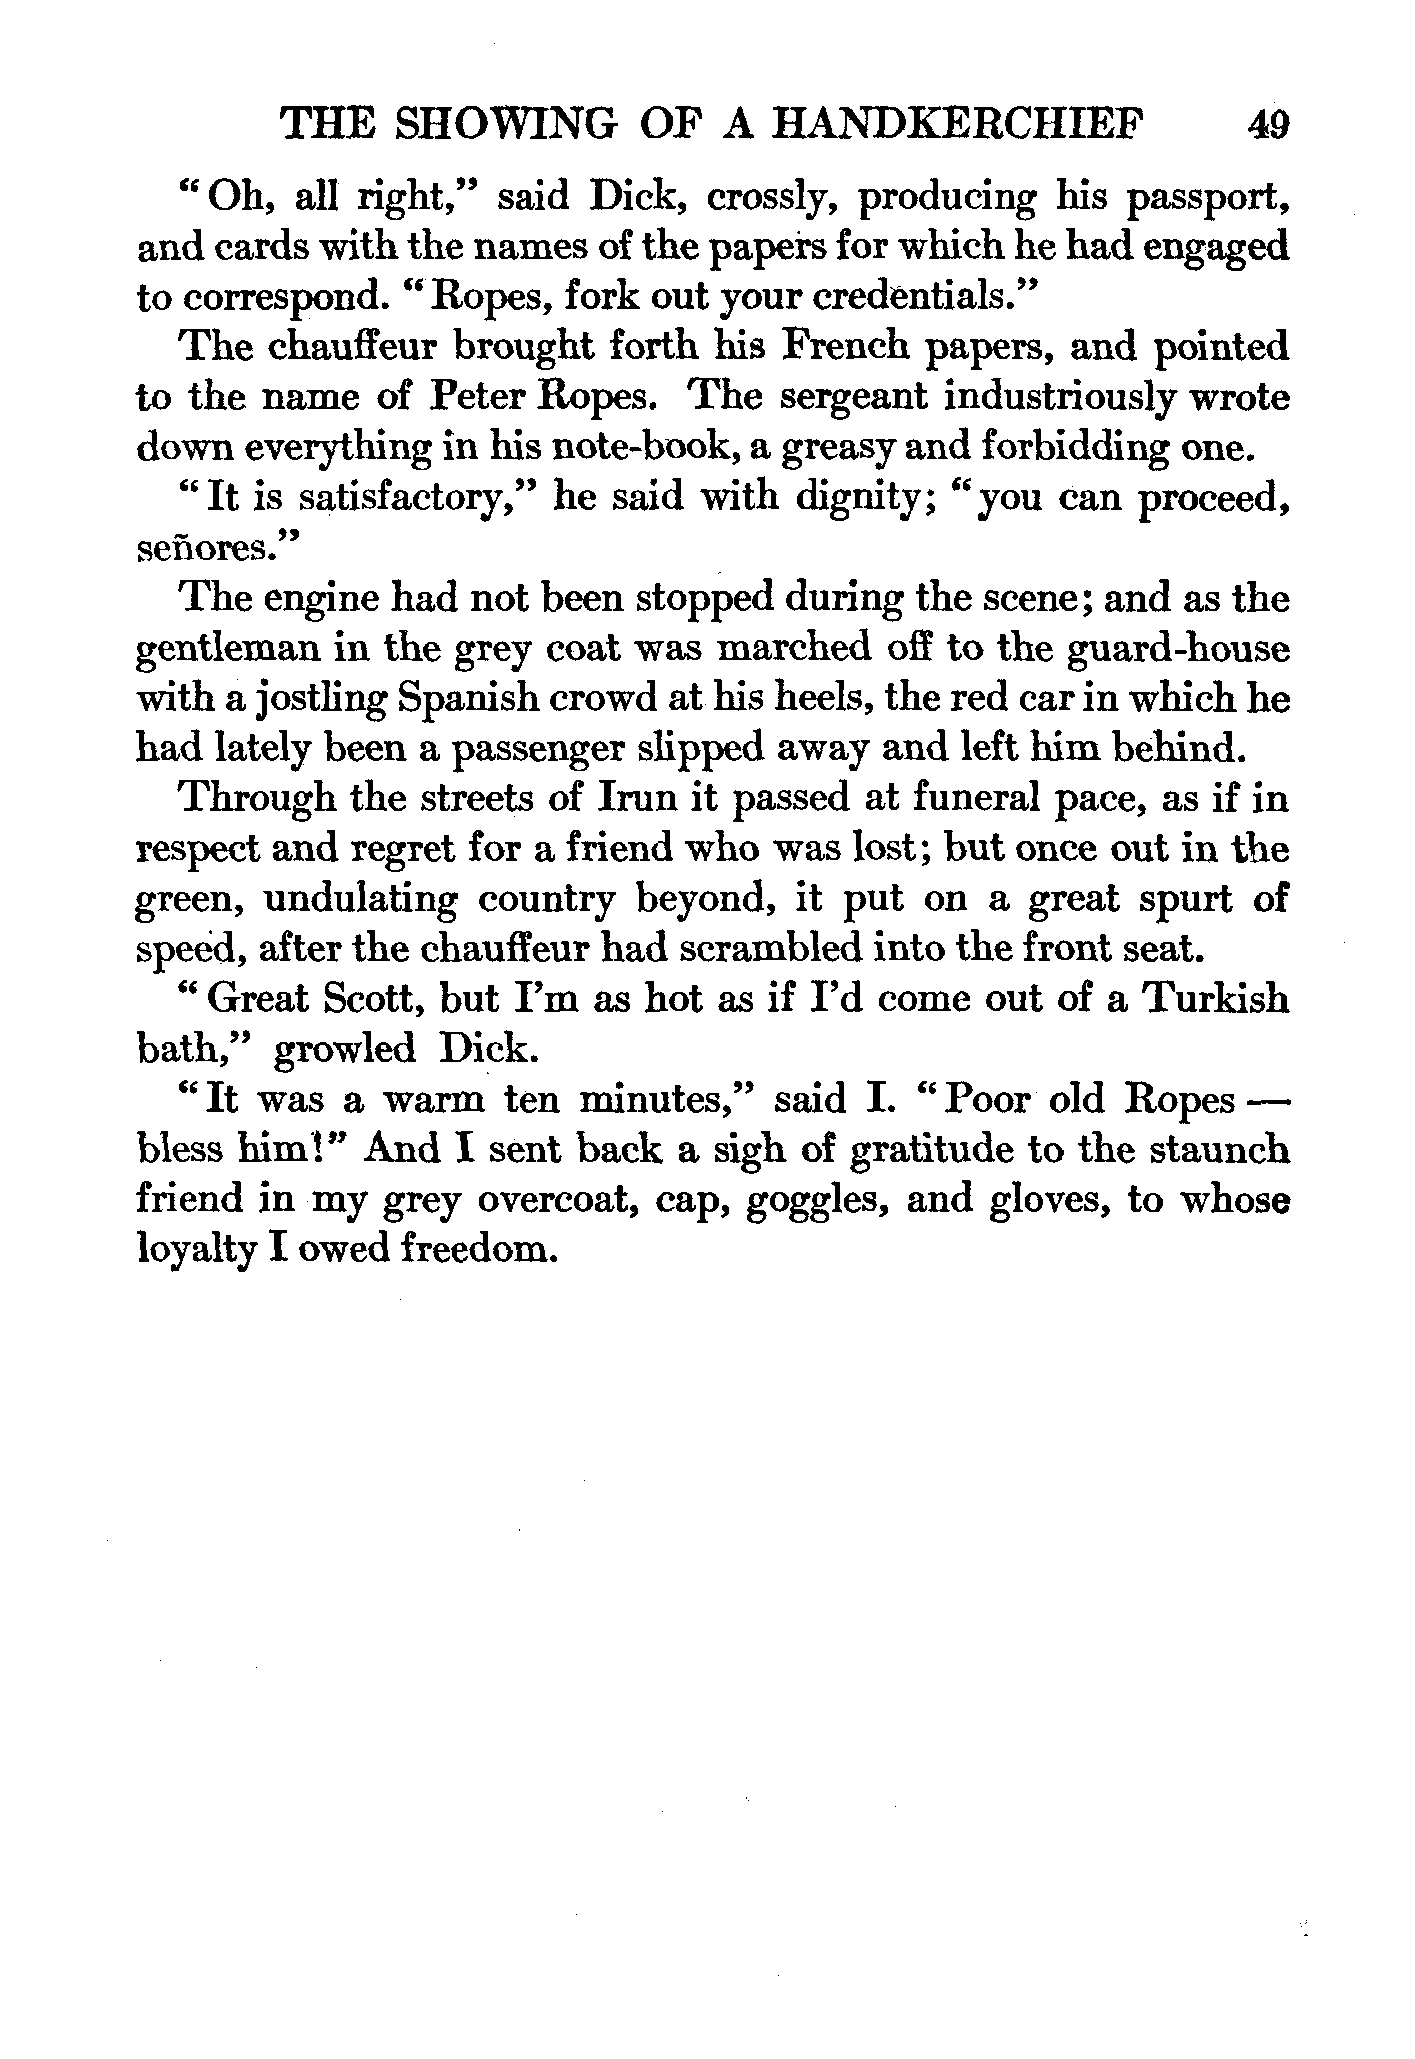 THE SHOWING OF A HANDKERCHIEF 49
“Oh, all right,” said Dick, crossly, producing his passport,
and cards with the names of the papers for which he had engaged
to correspond. “Ropes, fork out your credentials.”
The chauffeur brought forth his French papers, and pointed
to the name of Peter Ropes. The sergeant industriously wrote
down everything in his note-book, a greasy and forbidding one.
“It is satisfactory,” he said with dignity; “you can proceed,
señores.”
The engine had not been stopped during the scene; and as the
gentleman in the grey coat was marched off to the guard-house
with a jostling Spanish crowd at his heels, the red car in which he
had lately been a passenger slipped away and left him behind.
Through the streets of Irun it passed at funeral pace, as if in
respect and regret for a friend who was lost; but once out in the
green, undulating country beyond, it put on a great spurt of
speed, after the chauffeur had scrambled into the front seat.
“Great Scott, but I’m as hot as if I’d come out of a Turkish
bath,” growled Dick.
“It was a warm ten minutes,” said I. “Poor old Ropes —
bless him!” And I sent back a sigh of gratitude to the staunch
friend in my grey overcoat, cap, goggles, and gloves, to whose
loyalty I owed freedom.